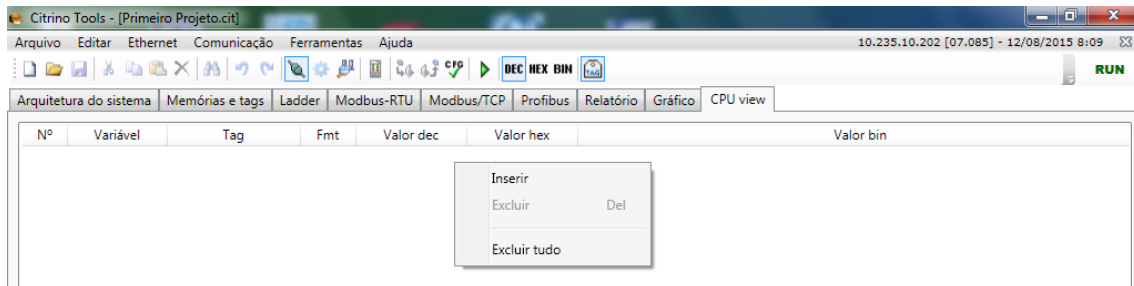 Citrino Tools - [Primeiro Projeto.cit]
Arquivo Editar Ethernet Comunicação Ferramentas Ajuda 10.235.10.202 [07.085] - 12/08/2015 8:09
CFG DEC HEX BIN TAG RUN
Arquitetura do sistema Memórias e tags Ladder Modbus-RTU Modbus/TCP Profibus Relatório Gráfico CPU view
Nº Variável Tag Fmt Valor dec Valor hex Valor bin
Inserir
Excluir Del
Excluir tudo